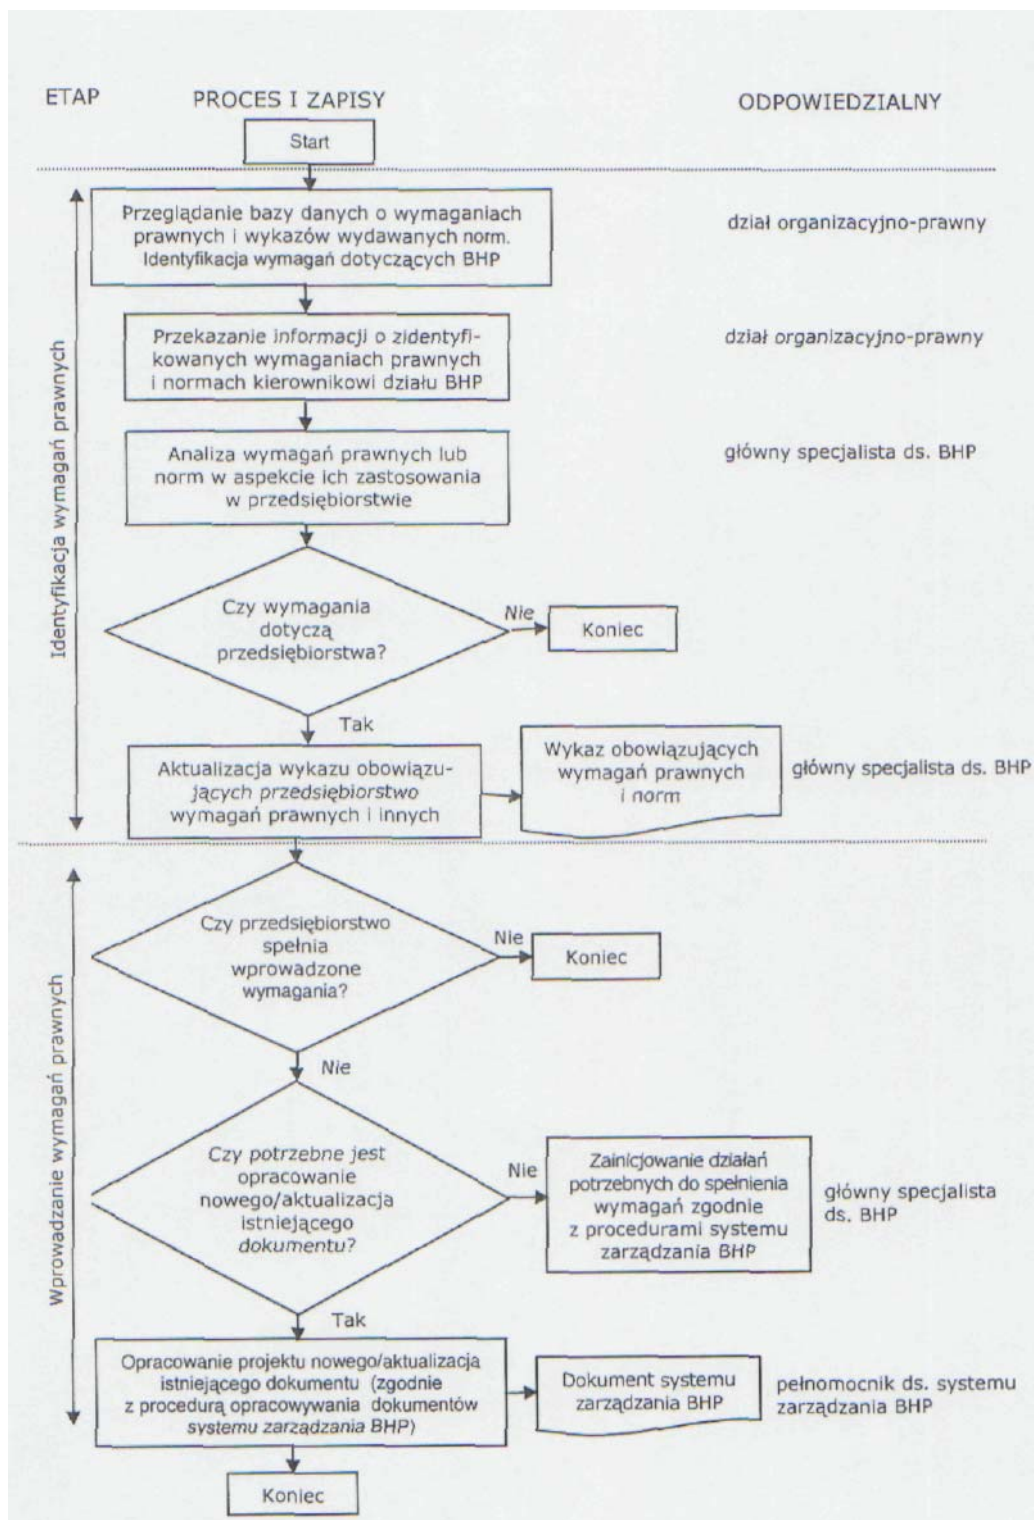 ETAP PROCES I ZAPISY ODPOWIEDZIALNY
Start
Identyfikacja wymagań prawnych
Przeglądanie bazy danych o wymaganiach
prawnych i wykazów wydawanych norm.
Identyfikacja wymagań dotyczących BHP
dział organizacyjno-prawny
Przekazanie informacji o zidentyfi-
kowanych wymaganiach prawnych
i normach kierownikowi działu BHP
dział organizacyjno-prawny
Analiza wymagań prawnych lub
norm w aspekcie ich zastosowania
w przedsiębiorstwie
główny specjalista ds. BHP
Czy wymagania
dotyczą
przedsiębiorstwa?
Nie
Koniec
Tak
Aktualizacja wykazu obowiązu-
jących przedsiębiorstwo
wymagań prawnych i innych
Wykaz obowiązujących
wymagań prawnych
i norm
główny specjalista ds. BHP
Wprowadzanie wymagań prawnych
Czy przedsiębiorstwo
spełnia
wprowadzone
wymagania?
Nie
Koniec
Nie
Czy potrzebne jest
opracowanie
nowego/aktualizacja
istniejącego
dokumentu?
Nie
Zainicjowanie działań
potrzebnych do spełnienia
wymagań zgodnie
z procedurami systemu
zarządzania BHP
główny specjalista
ds. BHP
Tak
Opracowanie projektu nowego/aktualizacja
istniejącego dokumentu (zgodnie
z procedurą opracowywania dokumentów
systemu zarządzania BHP)
Dokument systemu
zarządzania BHP
pełnomocnik ds. systemu
zarządzania BHP
Koniec